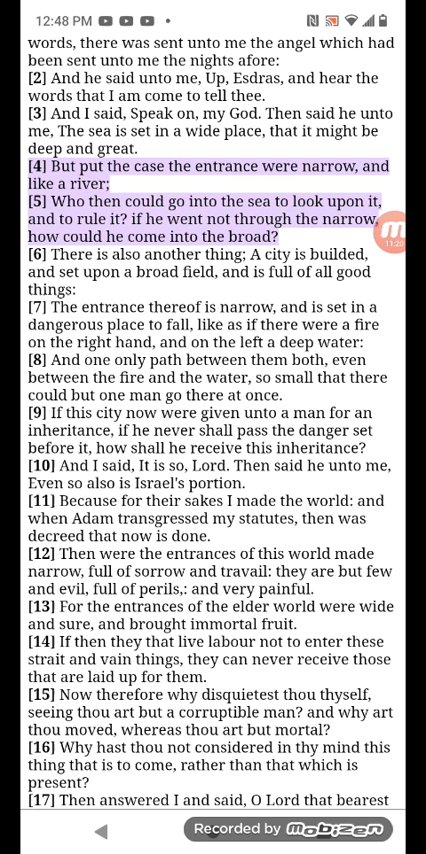 12:48 PM
words, there was sent unto me the angel which had
been sent unto me the nights afore:
[2] And he said unto me, Up, Esdras, and hear the
words that I am come to tell thee.
[3] And I said, Speak on, my God. Then said he unto
me, The sea is set in a wide place, that it might be
deep and great.
[4] But put the case the entrance were narrow, and
like a river;
[5] Who then could go into the sea to look upon it,
and to rule it? if he went not through the narrow,
how could he come into the broad?
11:20
[6] There is also another thing; A city is builded,
and set upon a broad field, and is full of all good
things:
[7] The entrance thereof is narrow, and is set in a
dangerous place to fall, like as if there were a fire
on the right hand, and on the left a deep water:
[8] And one only path between them both, even
between the fire and the water, so small that there
could but one man go there at once.
[9] If this city now were given unto a man for an
inheritance, if he never shall pass the danger set
before it, how shall he receive this inheritance?
[10] And I said, It is so, Lord. Then said he unto me,
Even so also is Israel's portion.
[11] Because for their sakes I made the world: and
when Adam transgressed my statutes, then was
decreed that now is done.
[12] Then were the entrances of this world made
narrow, full of sorrow and travail: they are but few
and evil, full of perils,: and very painful.
[13] For the entrances of the elder world were wide
and sure, and brought immortal fruit.
[14] If then they that live labour not to enter these
strait and vain things, they can never receive those
that are laid up for them.
[15] Now therefore why disquietest thou thyself,
seeing thou art but a corruptible man? and why art
thou moved, whereas thou art but mortal?
[16] Why hast thou not considered in thy mind this
thing that is to come, rather than that which is
present?
[17] Then answered I and said, O Lord that bearest
Recorded by mobizen